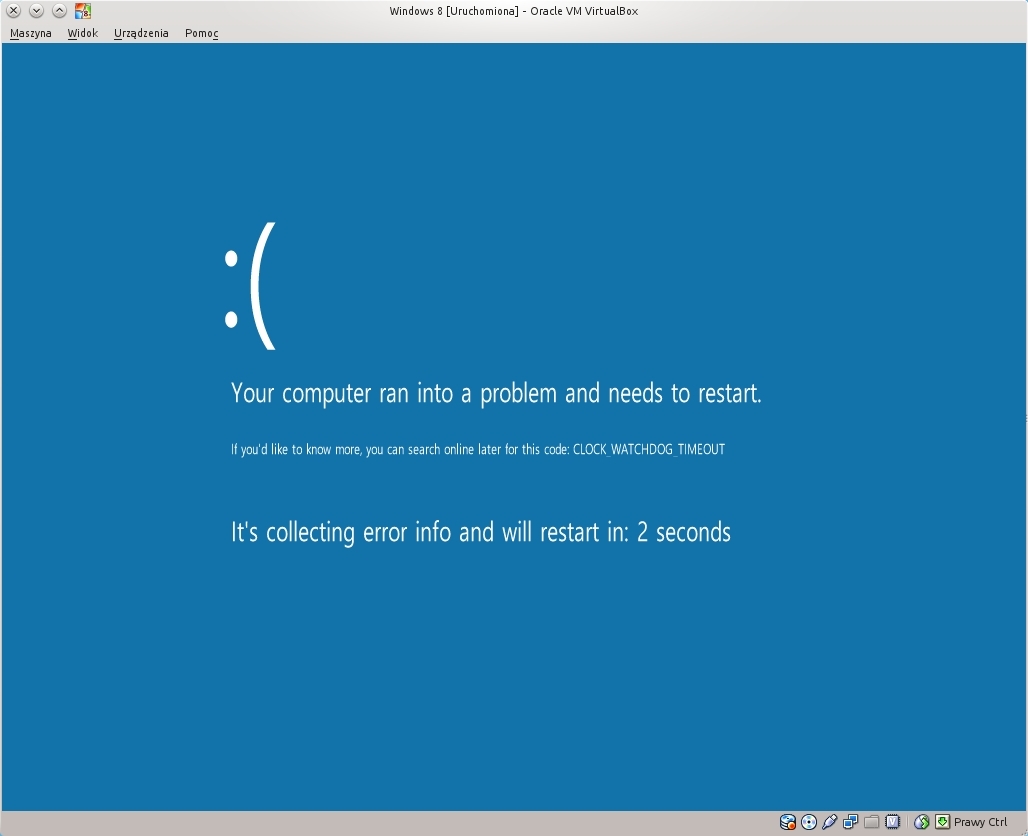 Windows 8 [Uruchomiona] - Oracle VM VirtualBox
Maszyna Widok Urządzenia Pomoc
:(
Your computer ran into a problem and needs to restart.
If you'd like to know more, you can search online later for this code: CLOCK_WATCHDOG_TIMEOUT
It's collecting error info and will restart in: 2 seconds
Prawy Ctrl